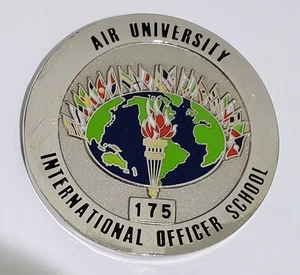 AIR UNIVERSITY
175
INTERNATIONAL OFFICER SCHOOL